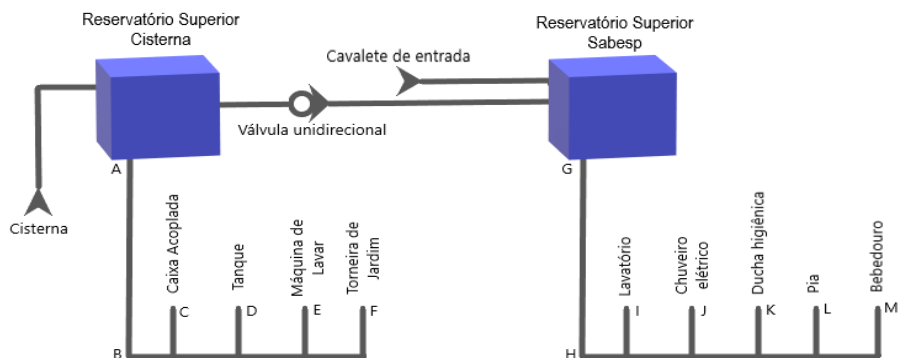 Reservatório Superior
Cisterna
Reservatório Superior
Sabesp
Cavalete de entrada
Válvula unidirecional
A
G
Cisterna
Caixa Acoplada
Tanque
Máquina de
Lavar
Torneira de
Jardim
Lavatório
Chuveiro
elétrico
Ducha higiênica
Pia
Bebedouro
C
D
E
F
I
J
K
L
M
B
H